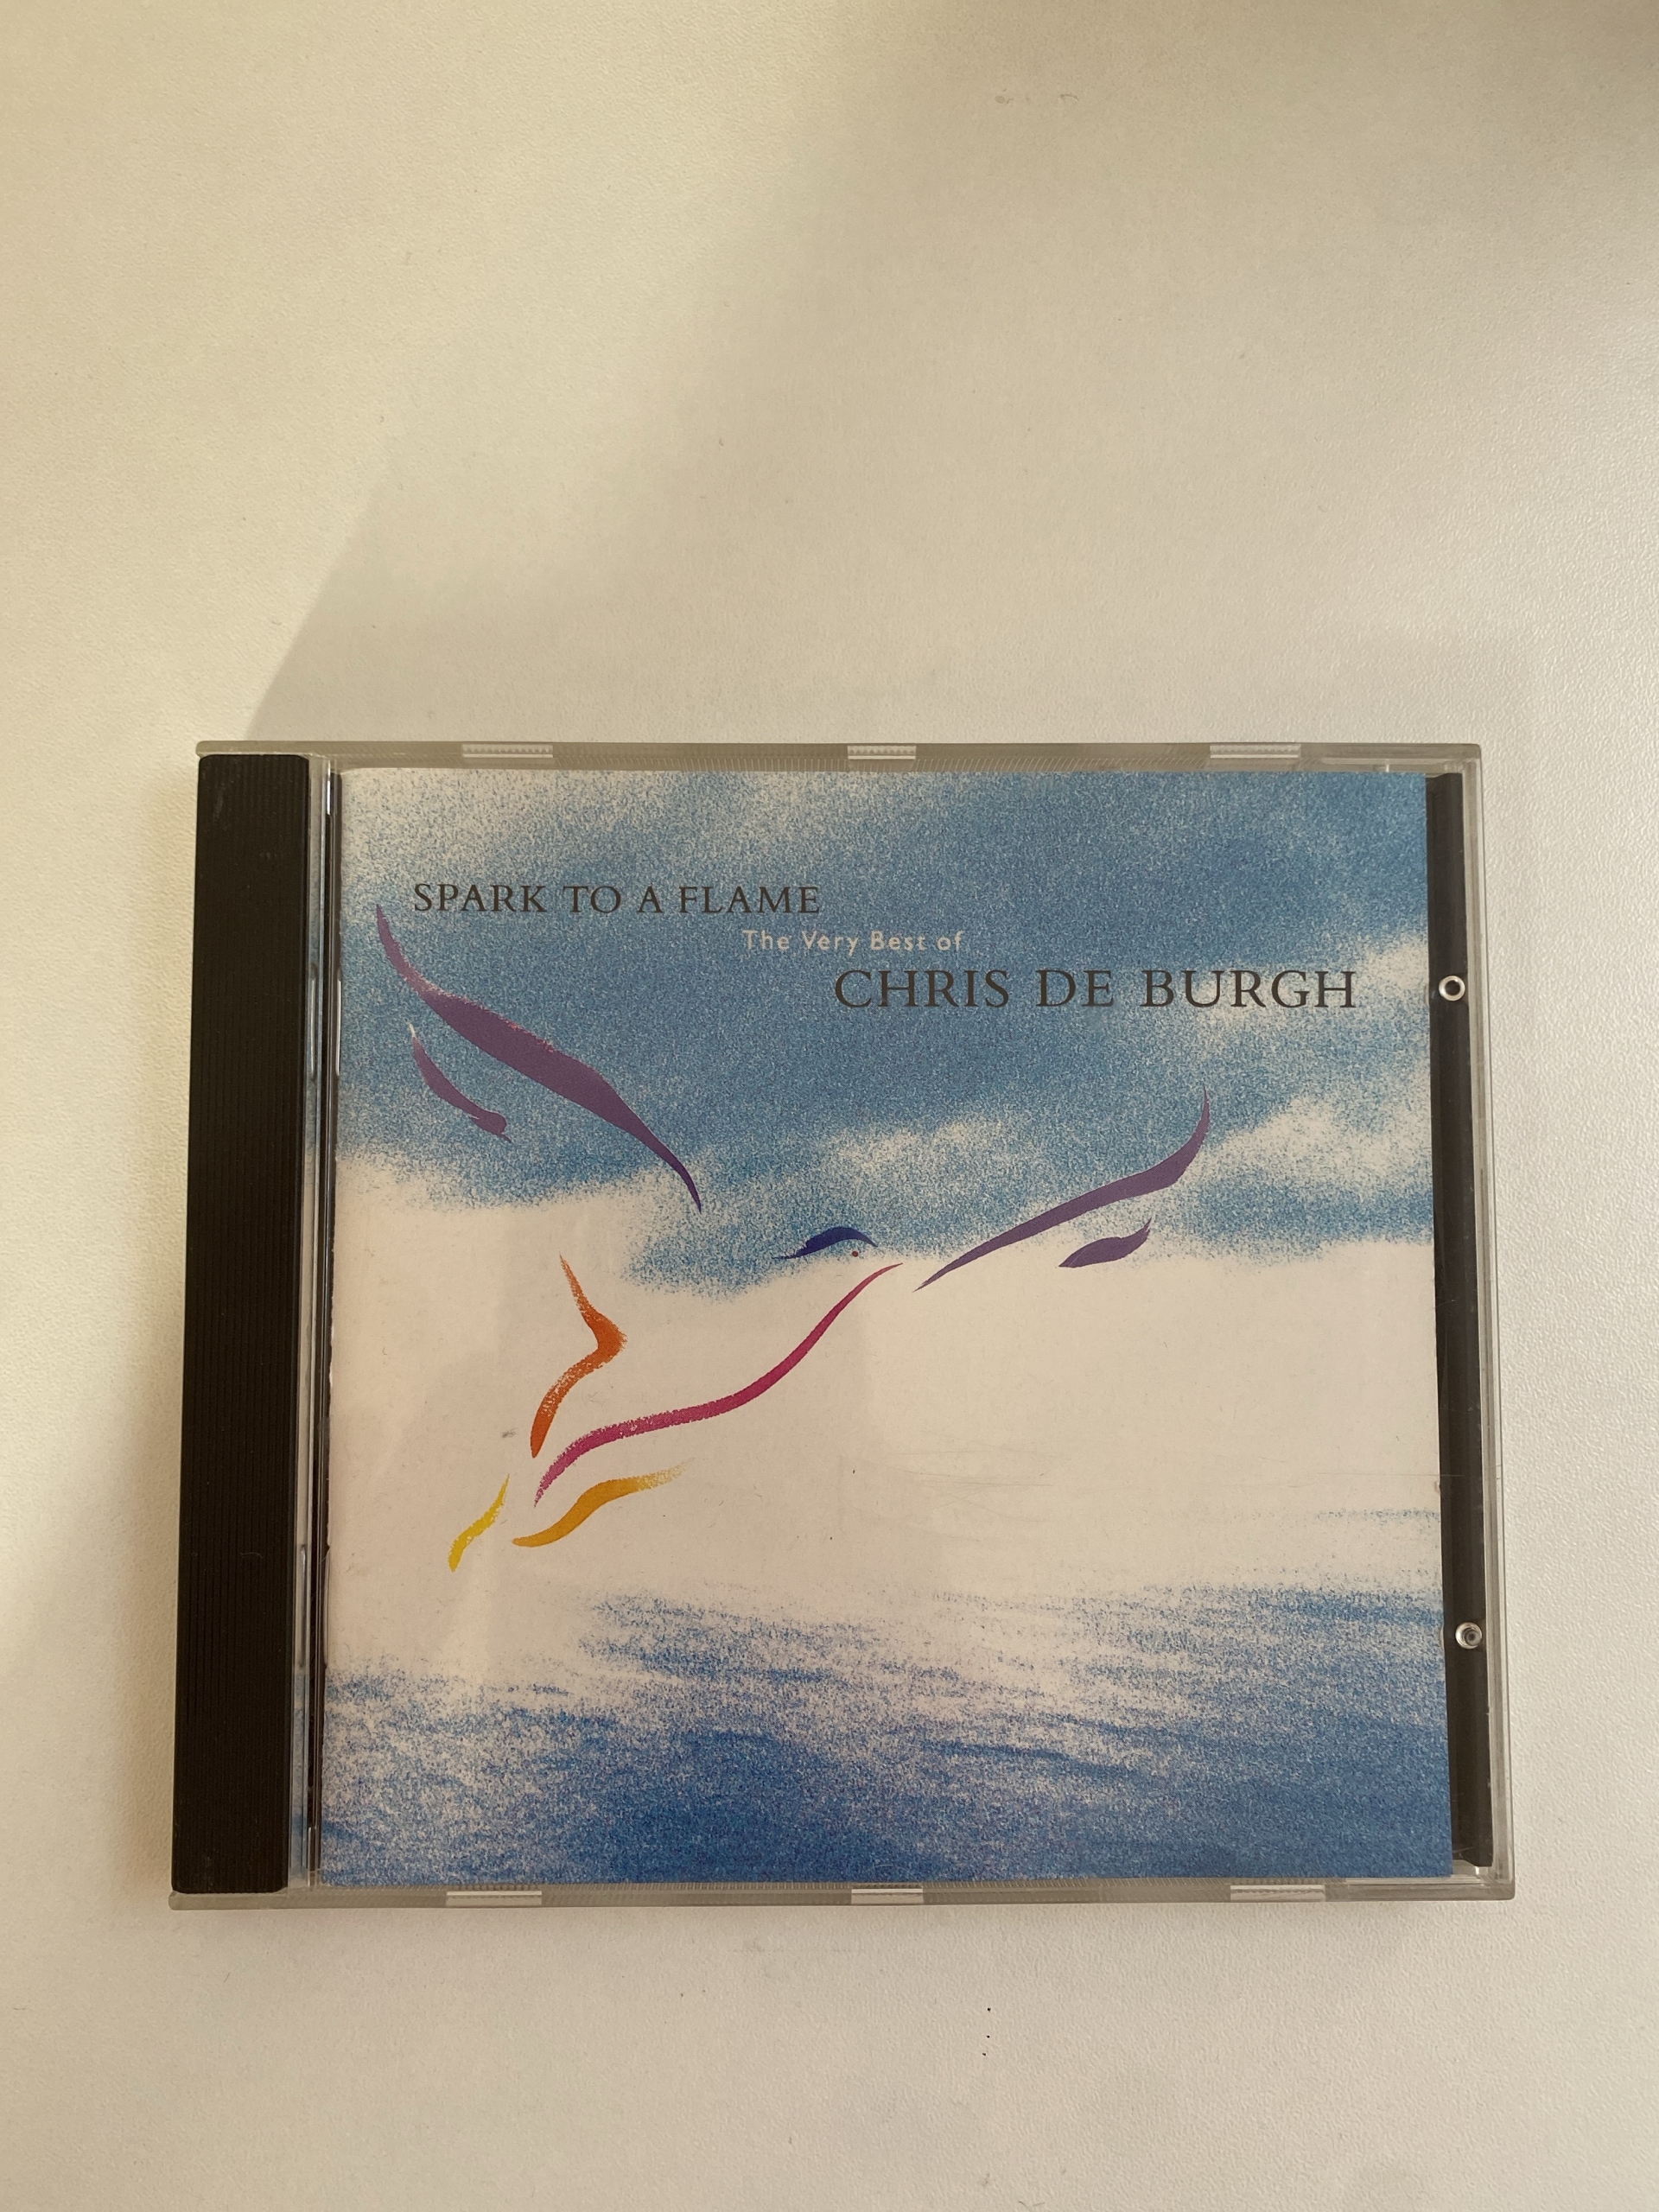 SPARK TO A FLAME
The Very Best of
CHRIS DE BURGH